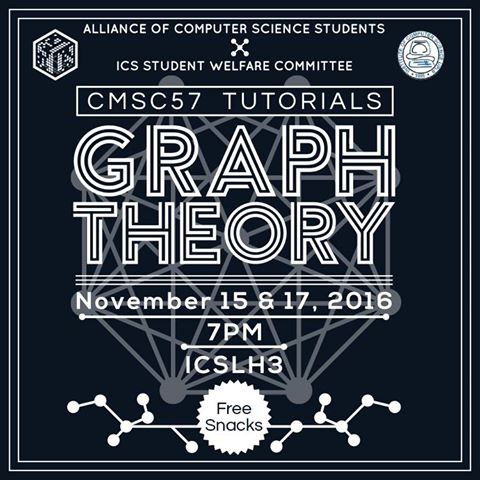 ALLIANCE OF COMPUTER SCIENCE STUDENTS
ICS STUDENT WELFARE COMMITTEE
CMSC57 TUTORIALS
GRAPH
THEORY
November 15 & 17, 2016
7PM
ICSLH3
Free
Snacks